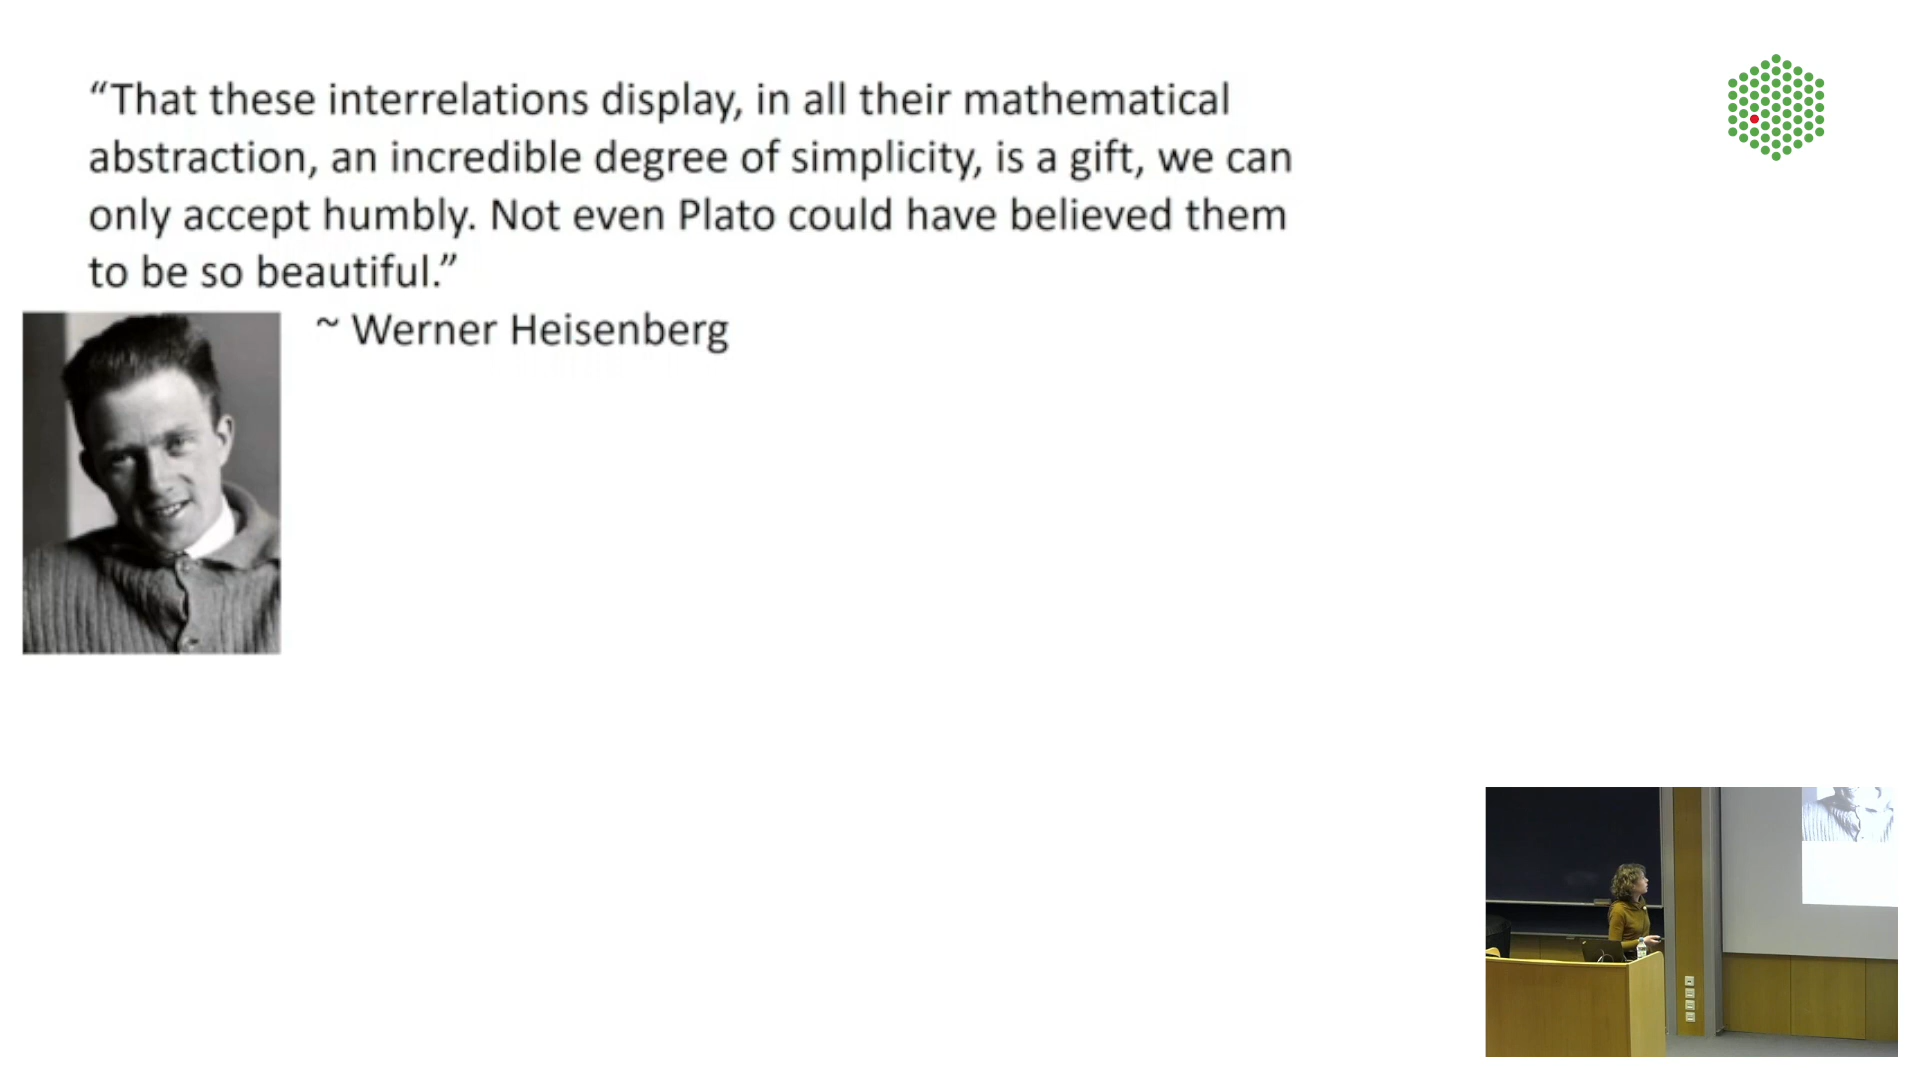 “That these interrelations display, in all their mathematical
abstraction, an incredible degree of simplicity, is a gift, we can
only accept humbly. Not even Plato could have believed them
to be so beautiful.”
~ Werner Heisenberg